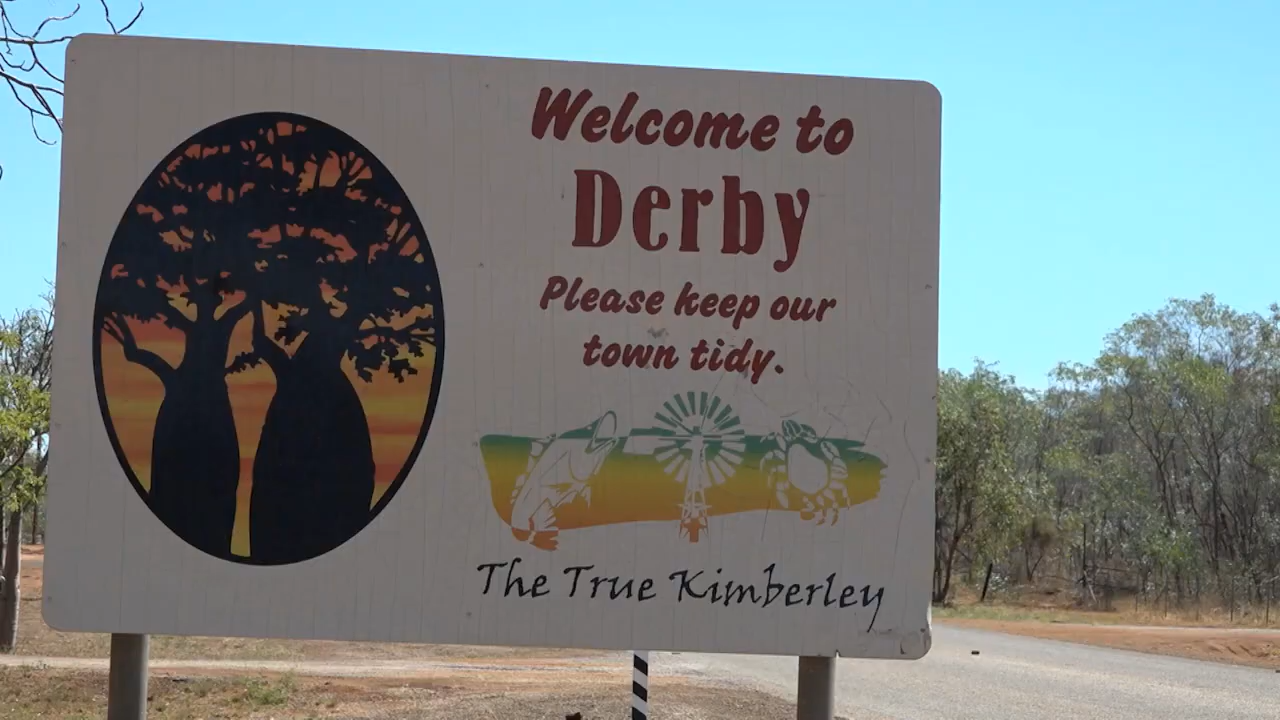 Welcome to
Derby
Please keep our
town tidy.
The True Kimberley